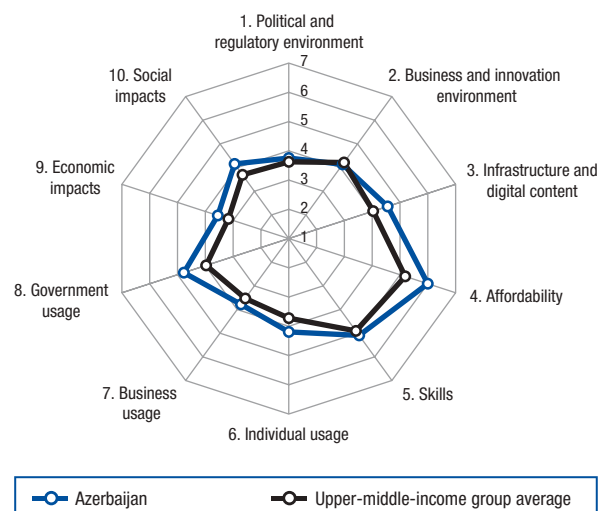 1. Political and
regulatory environment
10. Social
impacts
2. Business and innovation
environment
9. Economic
impacts
3. Infrastructure and
digital content
8. Government
usage
4. Affordability
7. Business
usage
5. Skills
6. Individual usage
7
6
5
4
3
2
1
Azerbaijan
Upper-middle-income group average